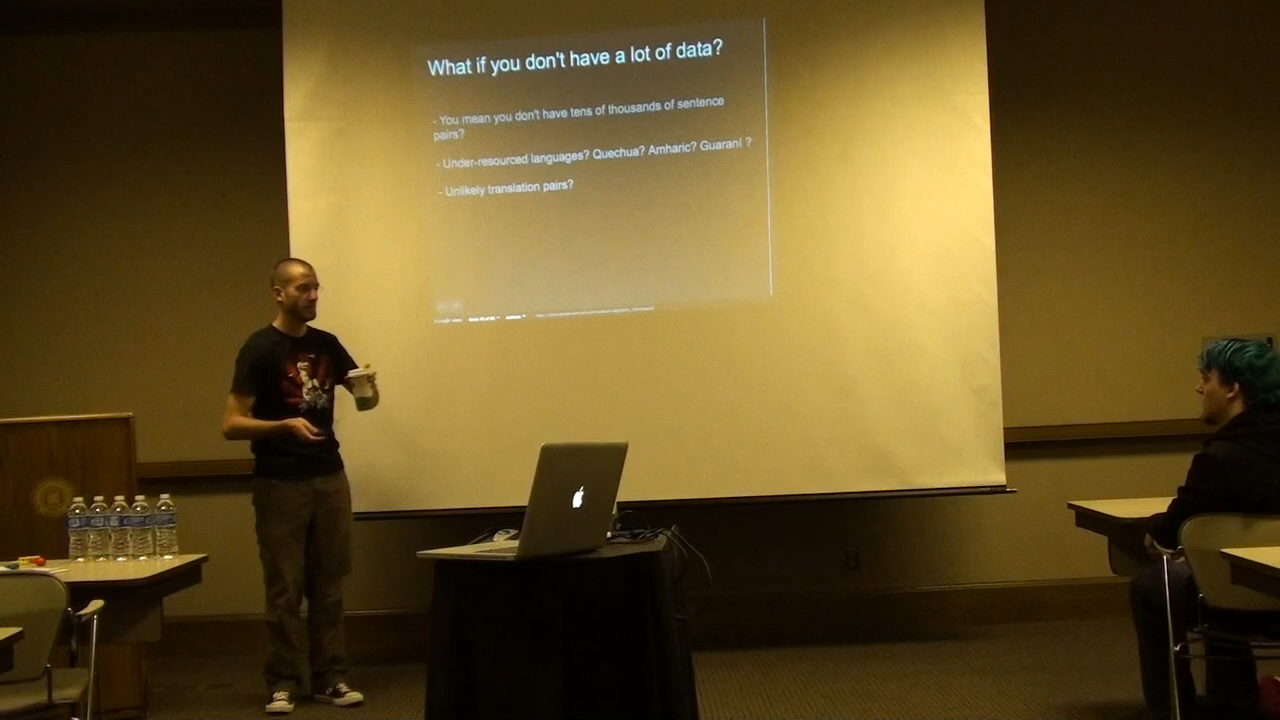 What if you don't have a lot of data?
- You mean you don't have tens of thousands of sentence
pairs?
- Under-resourced languages? Quechua? Amharic? Guaraní ?
- Unlikely translation pairs?